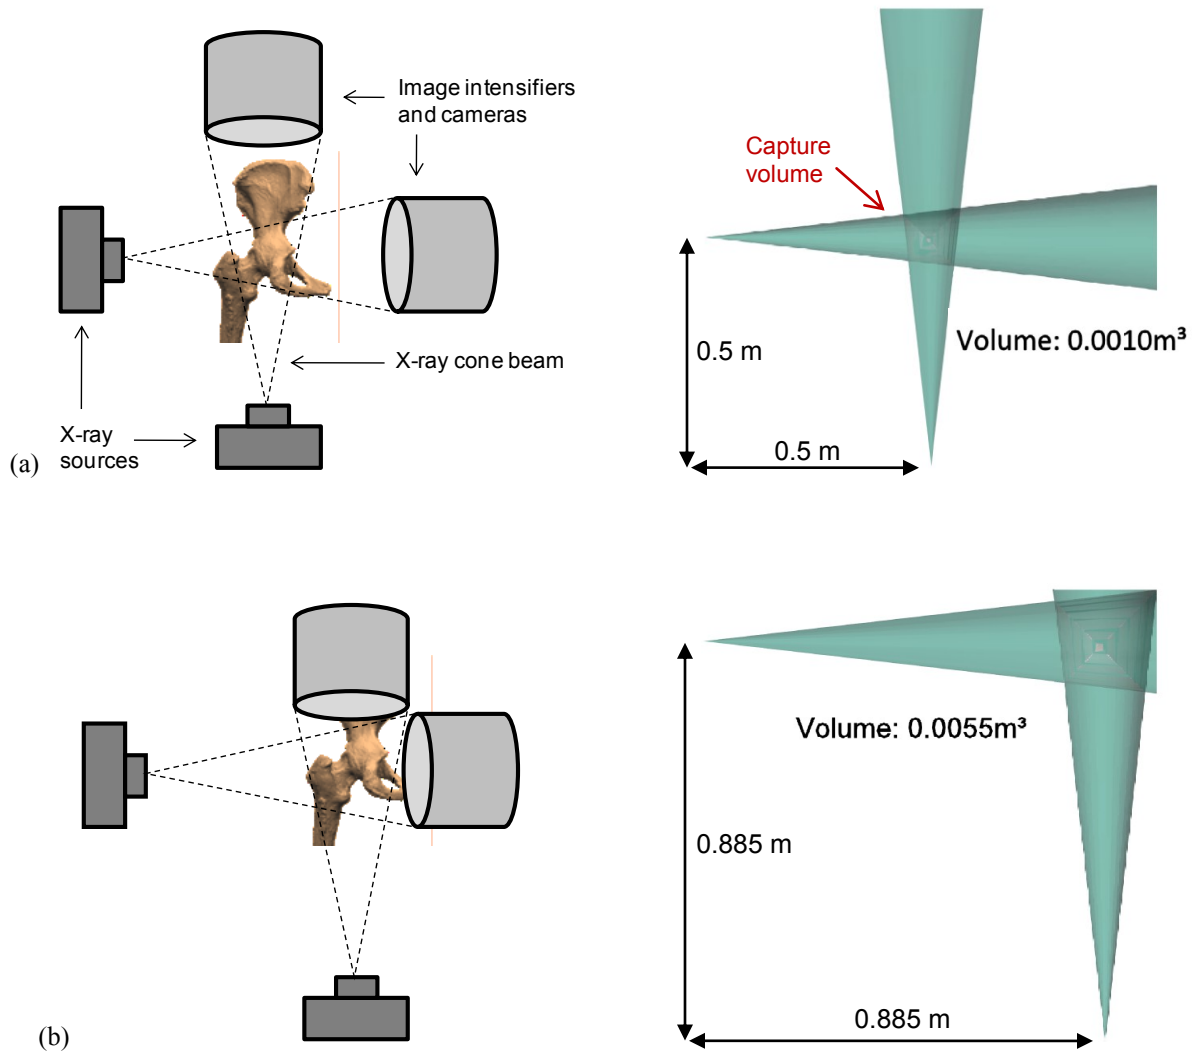 Image intensifiers
and cameras
X-ray cone beam
X-ray
sources
(a)
Capture
volume
0.5 m
Volume: 0.0010m³
0.5 m
Volume: 0.0055m³
0.885 m
0.885 m
(b)